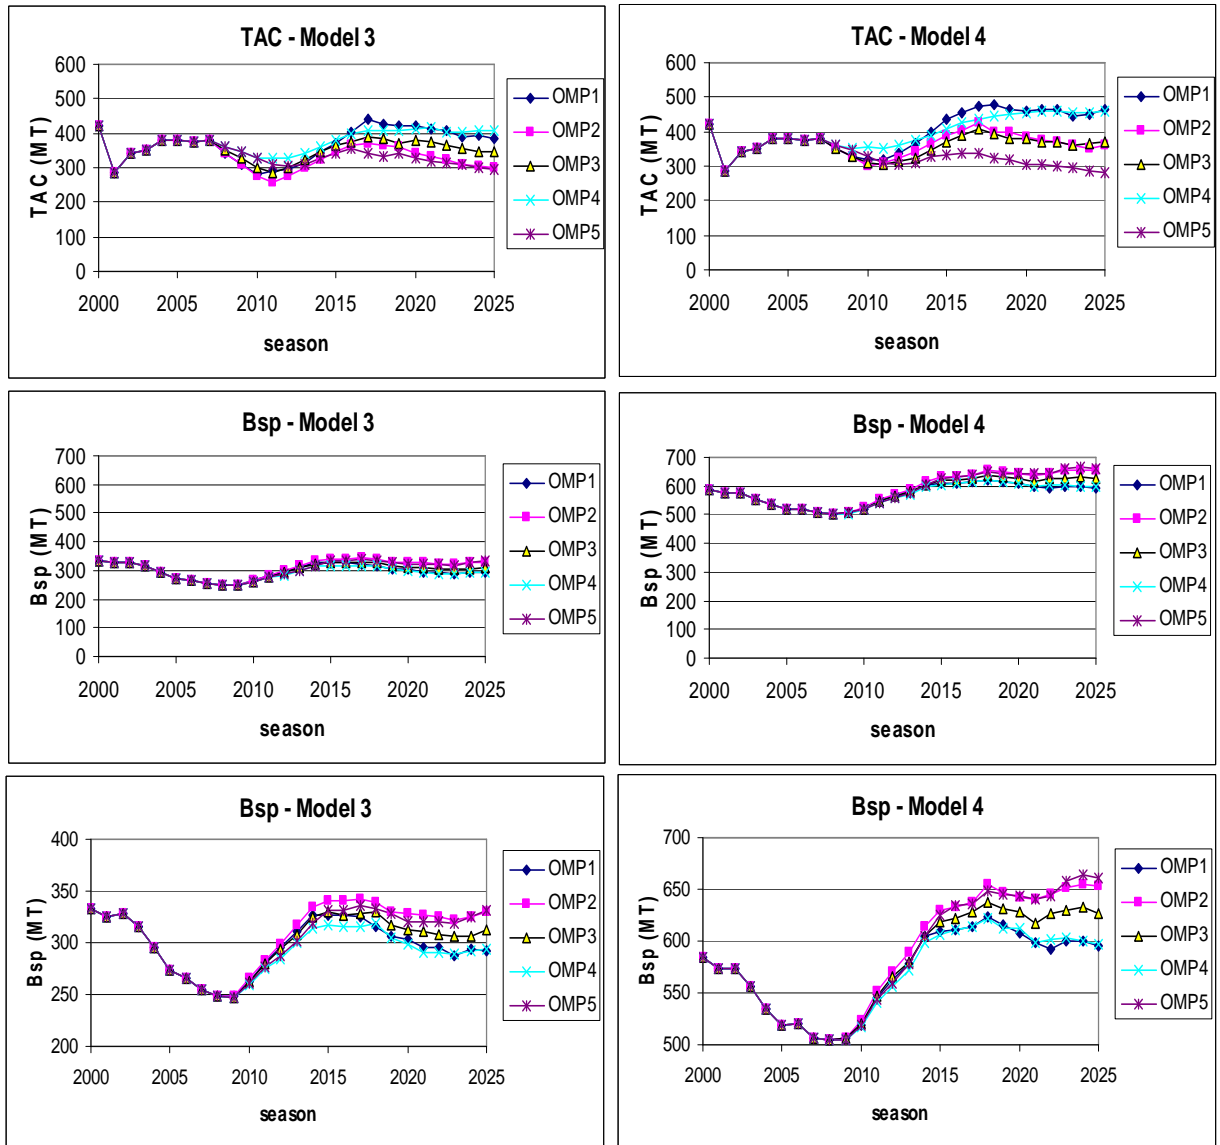 TAC - Model 3
TAC (MT)
600
500
400
300
200
100
0
2000 2005 2010 2015 2020 2025
season
OMP1
OMP2
OMP3
OMP4
OMP5
TAC - Model 4
TAC (MT)
600
500
400
300
200
100
0
2000 2005 2010 2015 2020 2025
season
OMP1
OMP2
OMP3
OMP4
OMP5
Bsp - Model 3
Bsp (MT)
700
600
500
400
300
200
100
0
2000 2005 2010 2015 2020 2025
season
OMP1
OMP2
OMP3
OMP4
OMP5
Bsp - Model 4
Bsp (MT)
700
600
500
400
300
200
100
0
2000 2005 2010 2015 2020 2025
season
OMP1
OMP2
OMP3
OMP4
OMP5
Bsp - Model 3
Bsp (MT)
400
350
300
250
200
2000 2005 2010 2015 2020 2025
season
OMP1
OMP2
OMP3
OMP4
OMP5
Bsp - Model 4
Bsp (MT)
700
650
600
550
500
2000 2005 2010 2015 2020 2025
season
OMP1
OMP2
OMP3
OMP4
OMP5